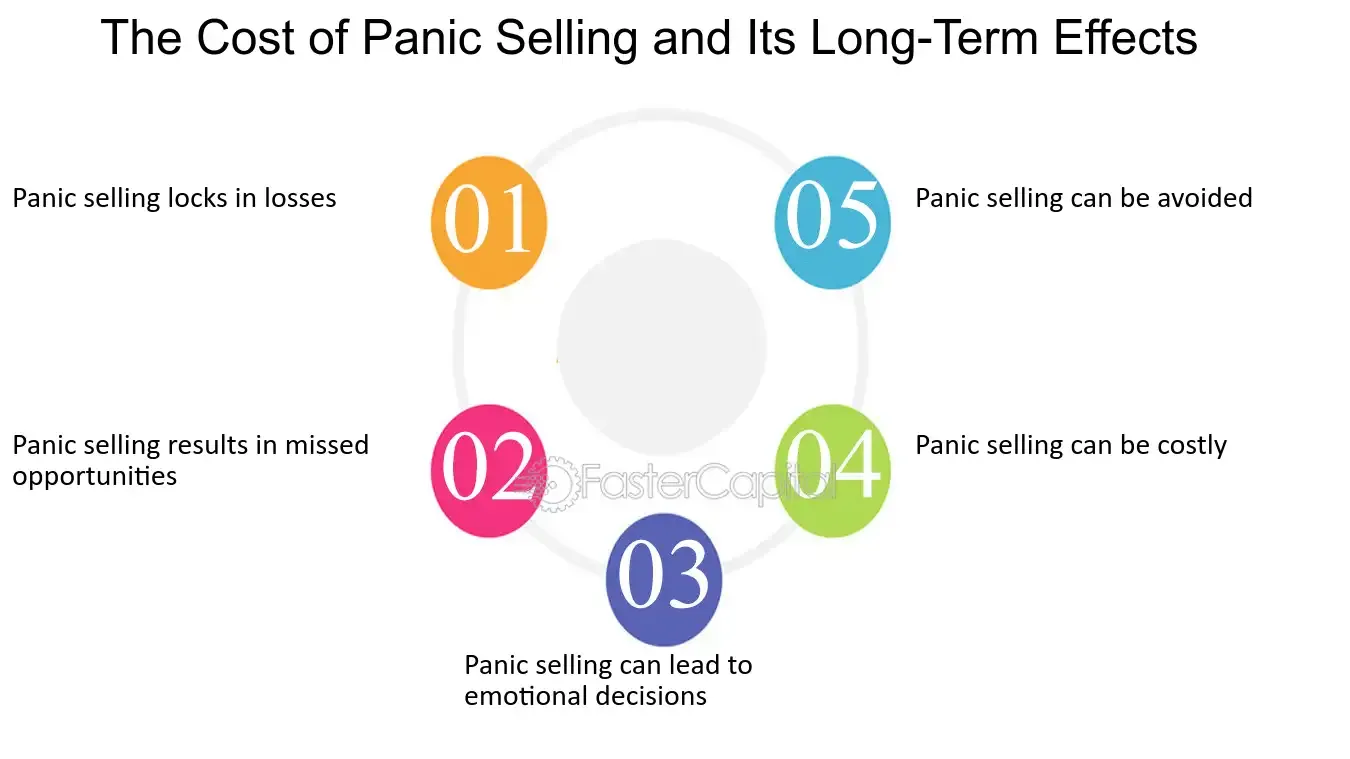 The Cost of Panic Selling and Its Long-Term Effects
01
Panic selling locks in losses
02
Panic selling results in missed
opportunities
03
Panic selling can lead to
emotional decisions
04
Panic selling can be costly
05
Panic selling can be avoided
FasterCapital